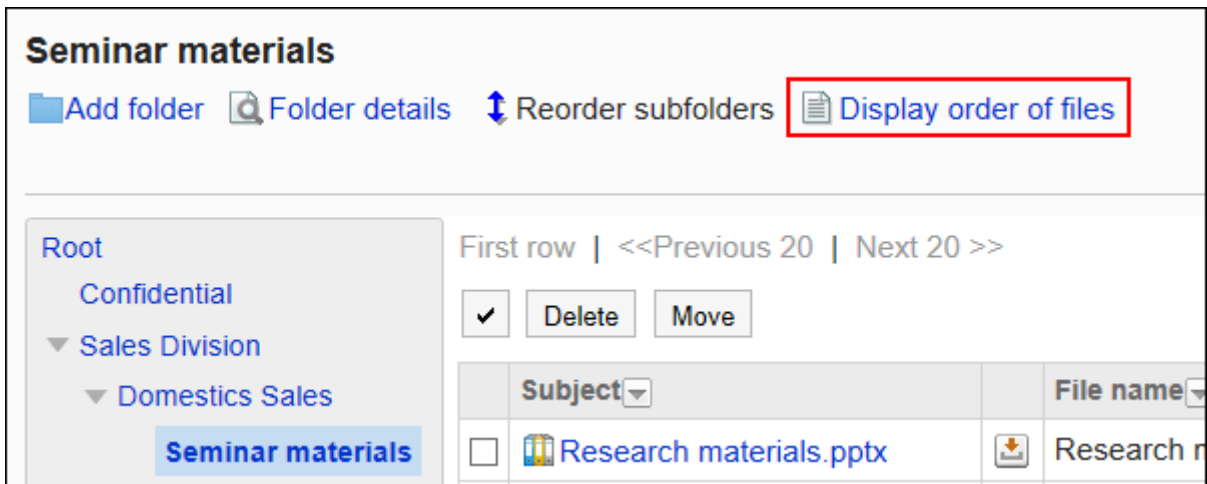 Seminar materials
Add folder Folder details Reorder subfolders Display order of files
Root
Confidential
Sales Division
Domestics Sales
Seminar materials
First row | <<Previous 20 | Next 20 >>
Delete Move
Subject File name
Research materials.pptx Research